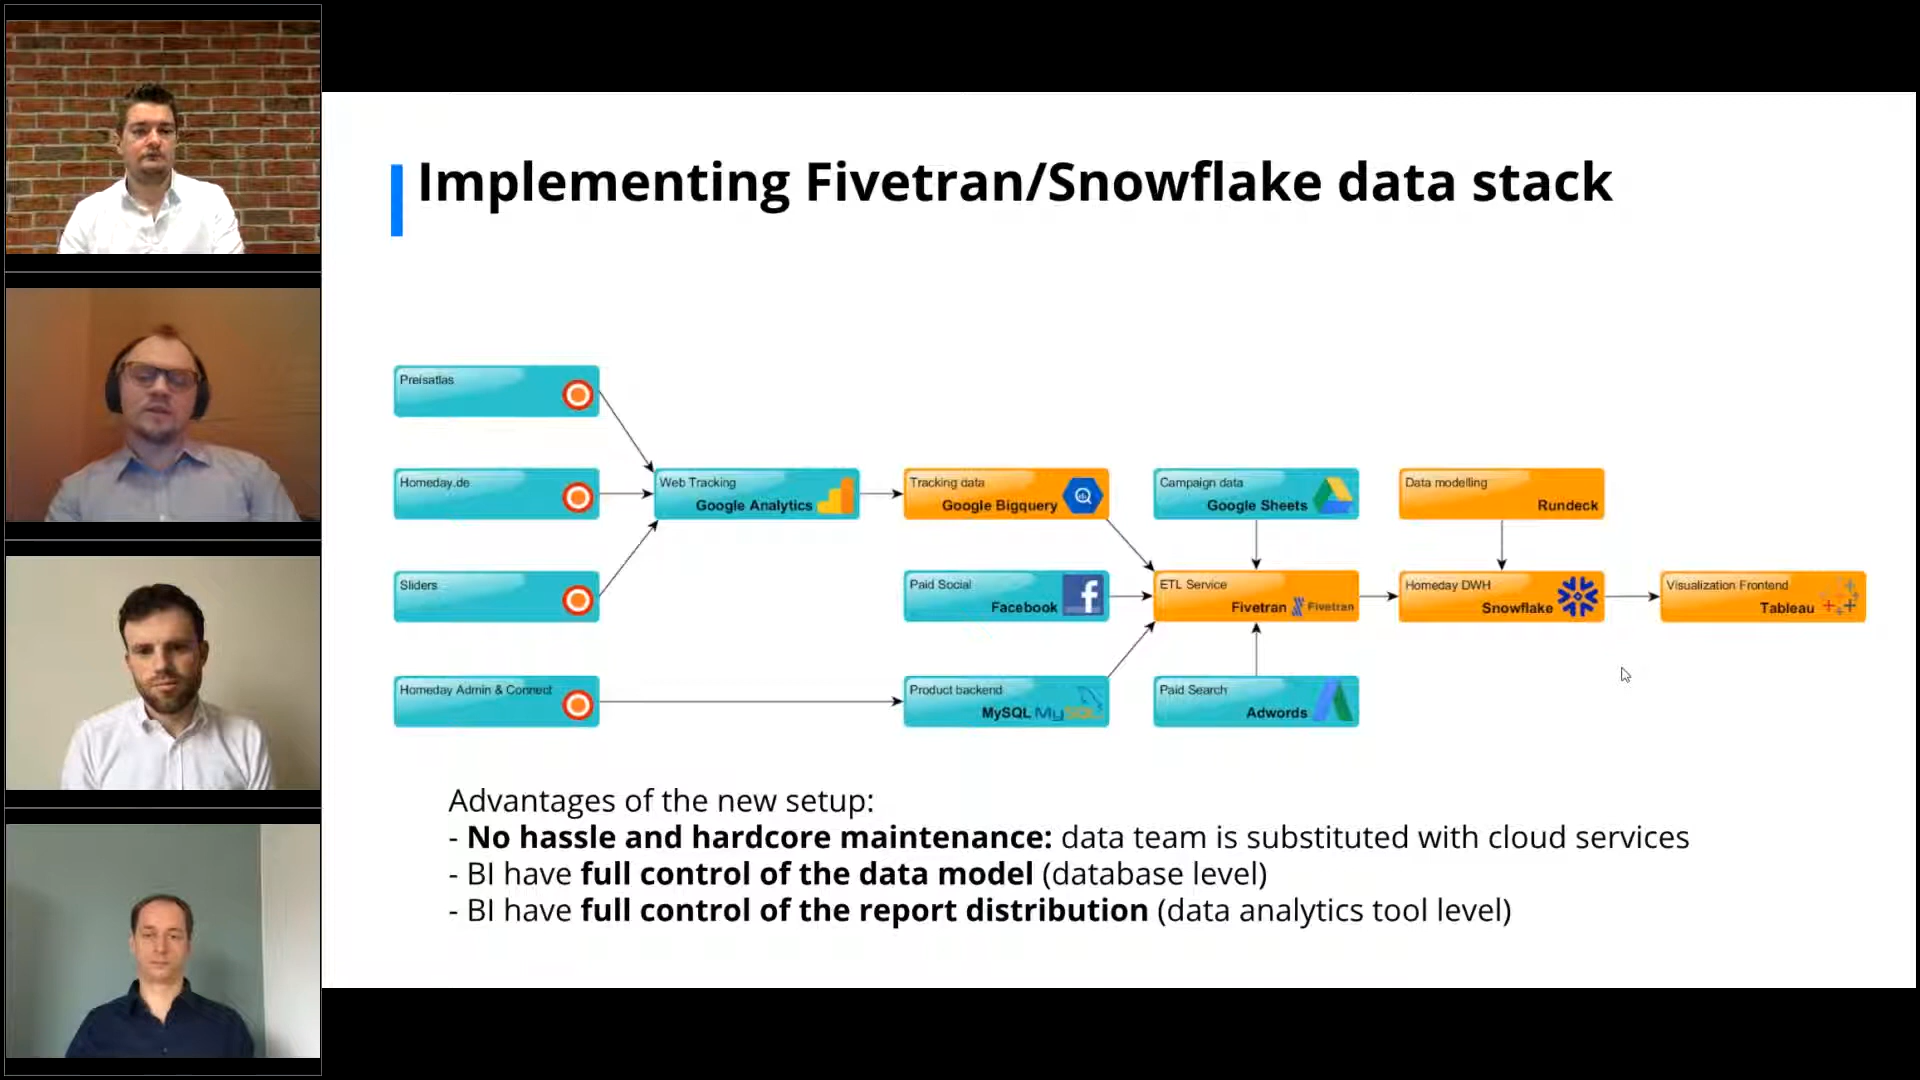 Implementing Fivetran/Snowflake data stack
Preisatlas
Homeday.de
Web Tracking
Google Analytics
Tracking data
Google Bigquery
Campaign data
Google Sheets
Data modelling
Rundeck
Sliders
Paid Social
Facebook
ETL Service
Fivetran Fivetran
Homeday DWH
Snowflake
Visualization Frontend
Tableau
Homeday Admin & Connect
Product backend
MySQL MySQL
Paid Search
Adwords
Advantages of the new setup:
- No hassle and hardcore maintenance: data team is substituted with cloud services
- BI have full control of the data model (database level)
- BI have full control of the report distribution (data analytics tool level)